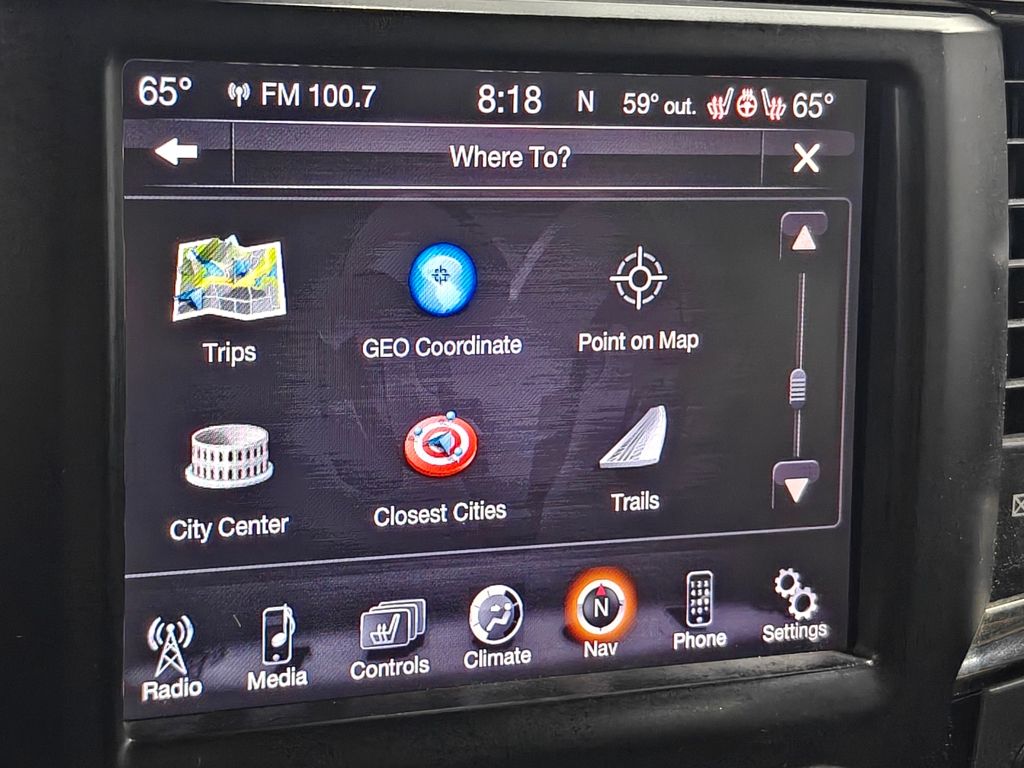 65° FM 100.7 8:18 N 59° out. 65°
Where To?
Trips GEO Coordinate Point on Map
City Center Closest Cities Trails
N
Radio Media Controls Climate Nav Phone Settings